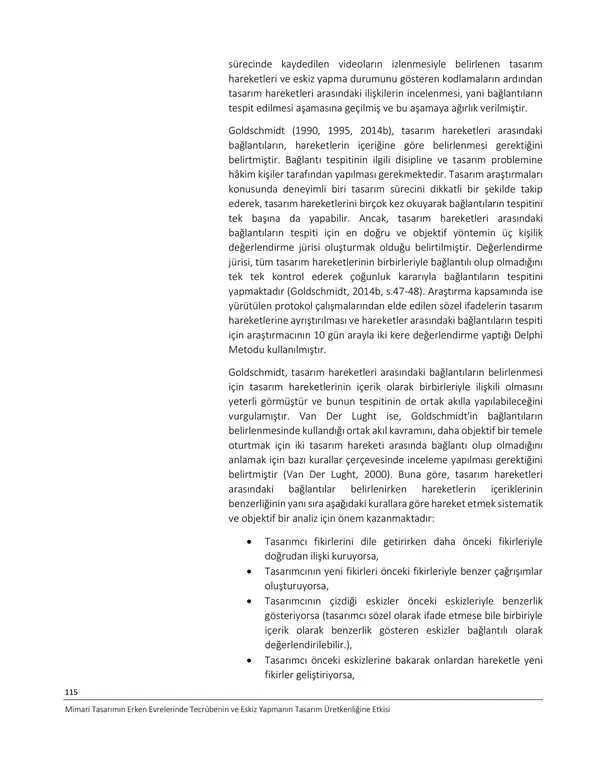 sürecinde kaydedilen videoların izlenmesiyle belirlenen tasarım
hareketleri ve eskiz yapma durumunu gösteren kodlamaların ardından
tasarım hareketleri arasındaki ilişkilerin incelenmesi, yani bağlantıların
tespit edilmesi aşamasına geçilmiş ve bu aşamaya ağırlık verilmiştir.
Goldschmidt (1990, 1995, 2014b), tasarım hareketleri arasındaki
bağlantıların, hareketlerin içeriğine göre belirlenmesi gerektiğini
belirtmiştir. Bağlantı tespitinin ilgili disipline ve tasarım problemine
hâkim kişiler tarafından yapılması gerekmektedir. Tasarım araştırmaları
konusunda deneyimli biri tasarım sürecini dikkatli bir şekilde takip
ederek, tasarım hareketlerini birçok kez okuyarak bağlantıların tespitini
tek başına da yapabilir. Ancak, tasarım hareketleri arasındaki
bağlantıların tespiti için en doğru ve objektif yöntemin üç kişilik
değerlendirme jürisi oluşturmak olduğu belirtilmiştir. Değerlendirme
jürisi, tüm tasarım hareketlerinin birbirleriyle bağlantılı olup olmadığını
tek tek kontrol ederek çoğunluk kararıyla bağlantıların tespitini
yapmaktadır (Goldschmidt, 2014b, s.47-48). Araştırma kapsamında ise
yürütülen protokol çalışmalarından elde edilen sözel ifadelerin tasarım
hareketlerine ayrıştırılması ve hareketler arasındaki bağlantıların tespiti
için araştırmacının 10 gün arayla iki kere değerlendirme yaptığı Delphi
Metodu kullanılmıştır.
Goldschmidt, tasarım hareketleri arasındaki bağlantıların belirlenmesi
için tasarım hareketlerinin içerik olarak birbirleriyle ilişkili olmasını
yeterli görmüştür ve bunun tespitinin de ortak akılla yapılabileceğini
vurgulamıştır. Van Der Lught ise, Goldschmidt'in bağlantıların
belirlenmesinde kullandığı ortak akıl kavramını, daha objektif bir temele
oturtmak için iki tasarım hareketi arasında bağlantı olup olmadığını
anlamak için bazı kurallar çerçevesinde inceleme yapılması gerektiğini
belirtmiştir (Van Der Lught, 2000). Buna göre, tasarım hareketleri
arasındaki bağlantılar belirlenirken hareketlerin içeriklerinin
benzerliğinin yanı sıra aşağıdaki kurallara göre hareket etmek sistematik
ve objektif bir analiz için önem kazanmaktadır:
• Tasarımcı fikirlerini dile getirirken daha önceki fikirleriyle
doğrudan ilişki kuruyorsa,
• Tasarımcının yeni fikirleri önceki fikirleriyle benzer çağrışımlar
oluşturuyorsa,
• Tasarımcının çizdiği eskizler önceki eskizleriyle benzerlik
gösteriyorsa (tasarımcı sözel olarak ifade etmese bile birbiriyle
içerik olarak benzerlik gösteren eskizler bağlantılı olarak
değerlendirilebilir.),
• Tasarımcı önceki eskizlerine bakarak onlardan hareketle yeni
fikirler geliştiriyorsa,
115
Mimari Tasarımın Erken Evrelerinde Tecrübenin ve Eskiz Yapmanın Tasarım Üretkenliğine Etkisi